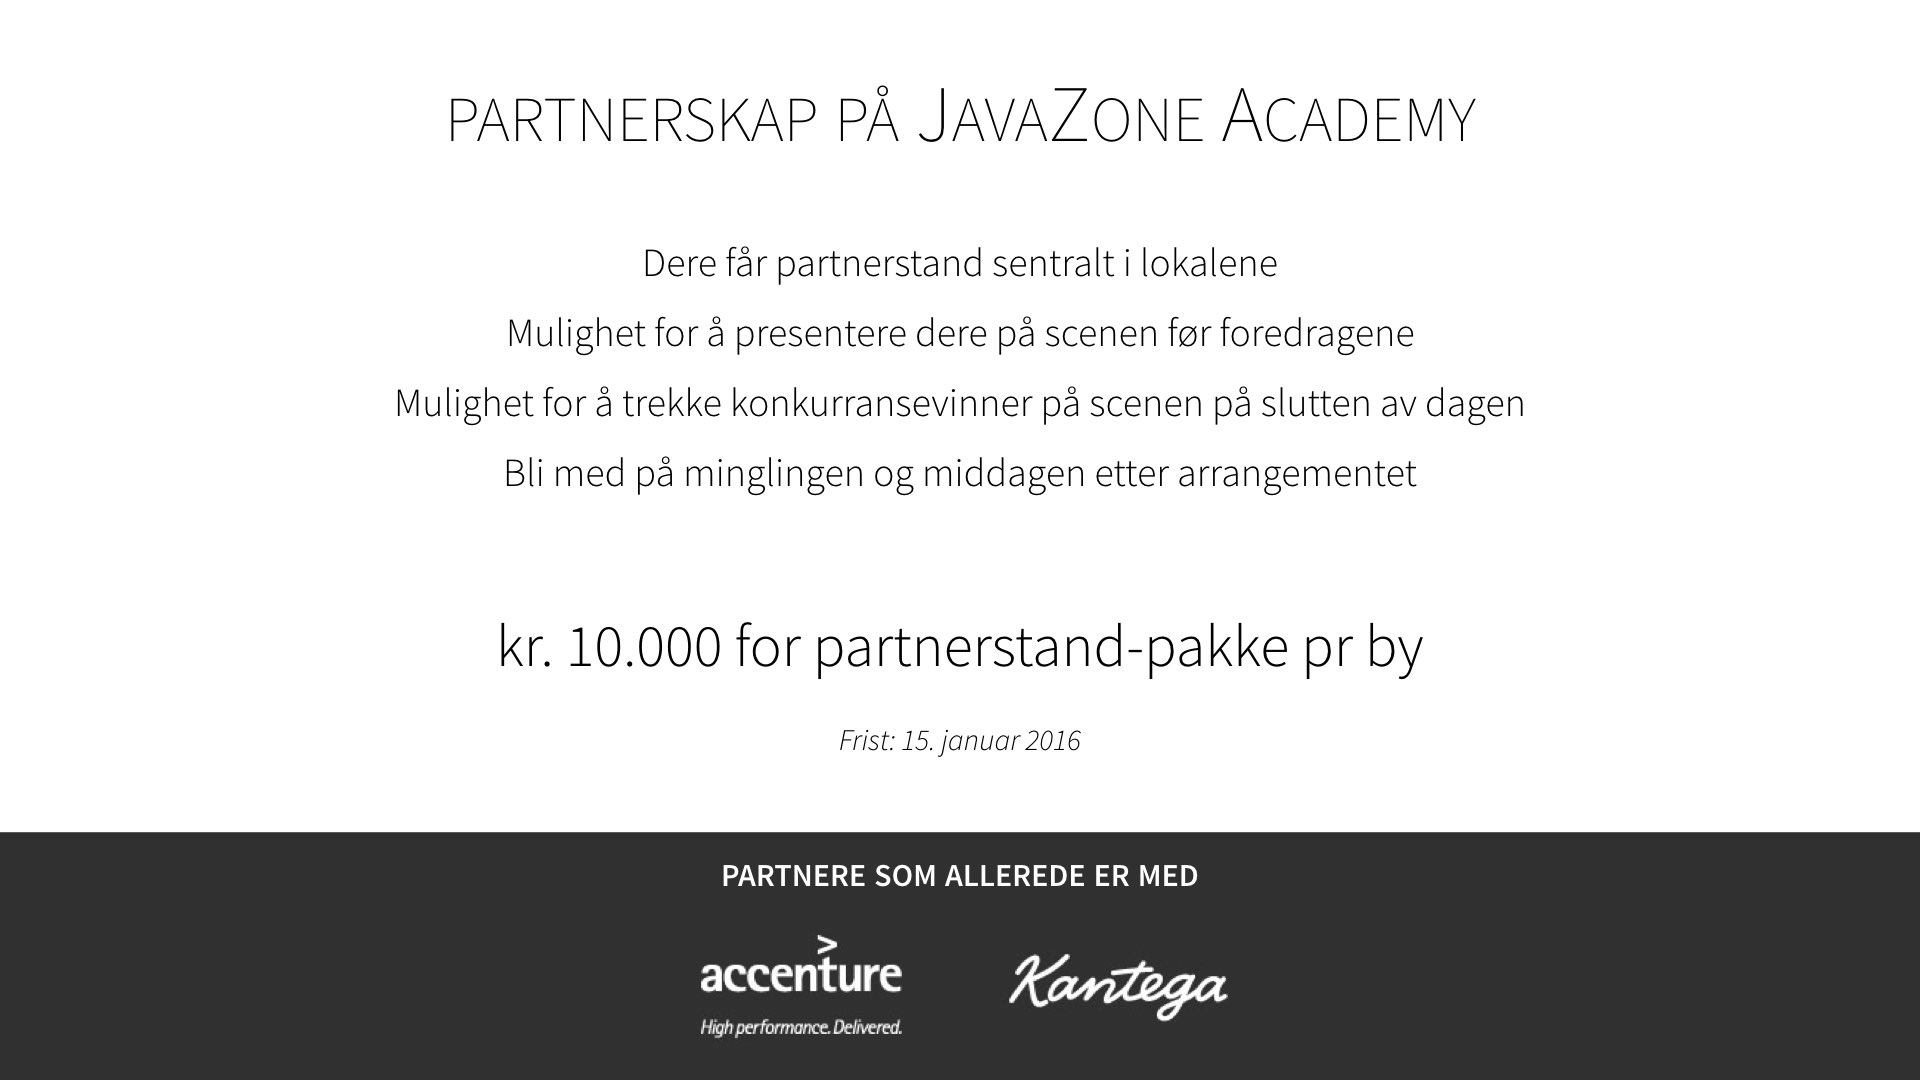 PARTNERSKAP PÅ JAVAZONE ACADEMY
Dere får partnerstand sentralt i lokalene
Mulighet for å presentere dere på scenen før foredragene
Mulighet for å trekke konkurransevinner på scenen på slutten av dagen
Bli med på minglingen og middagen etter arrangementet
kr. 10.000 for partnerstand-pakke pr by
Frist: 15. januar 2016
PARTNERE SOM ALLEREDE ER MED
>
accenture
High performance. Delivered.
Kantega